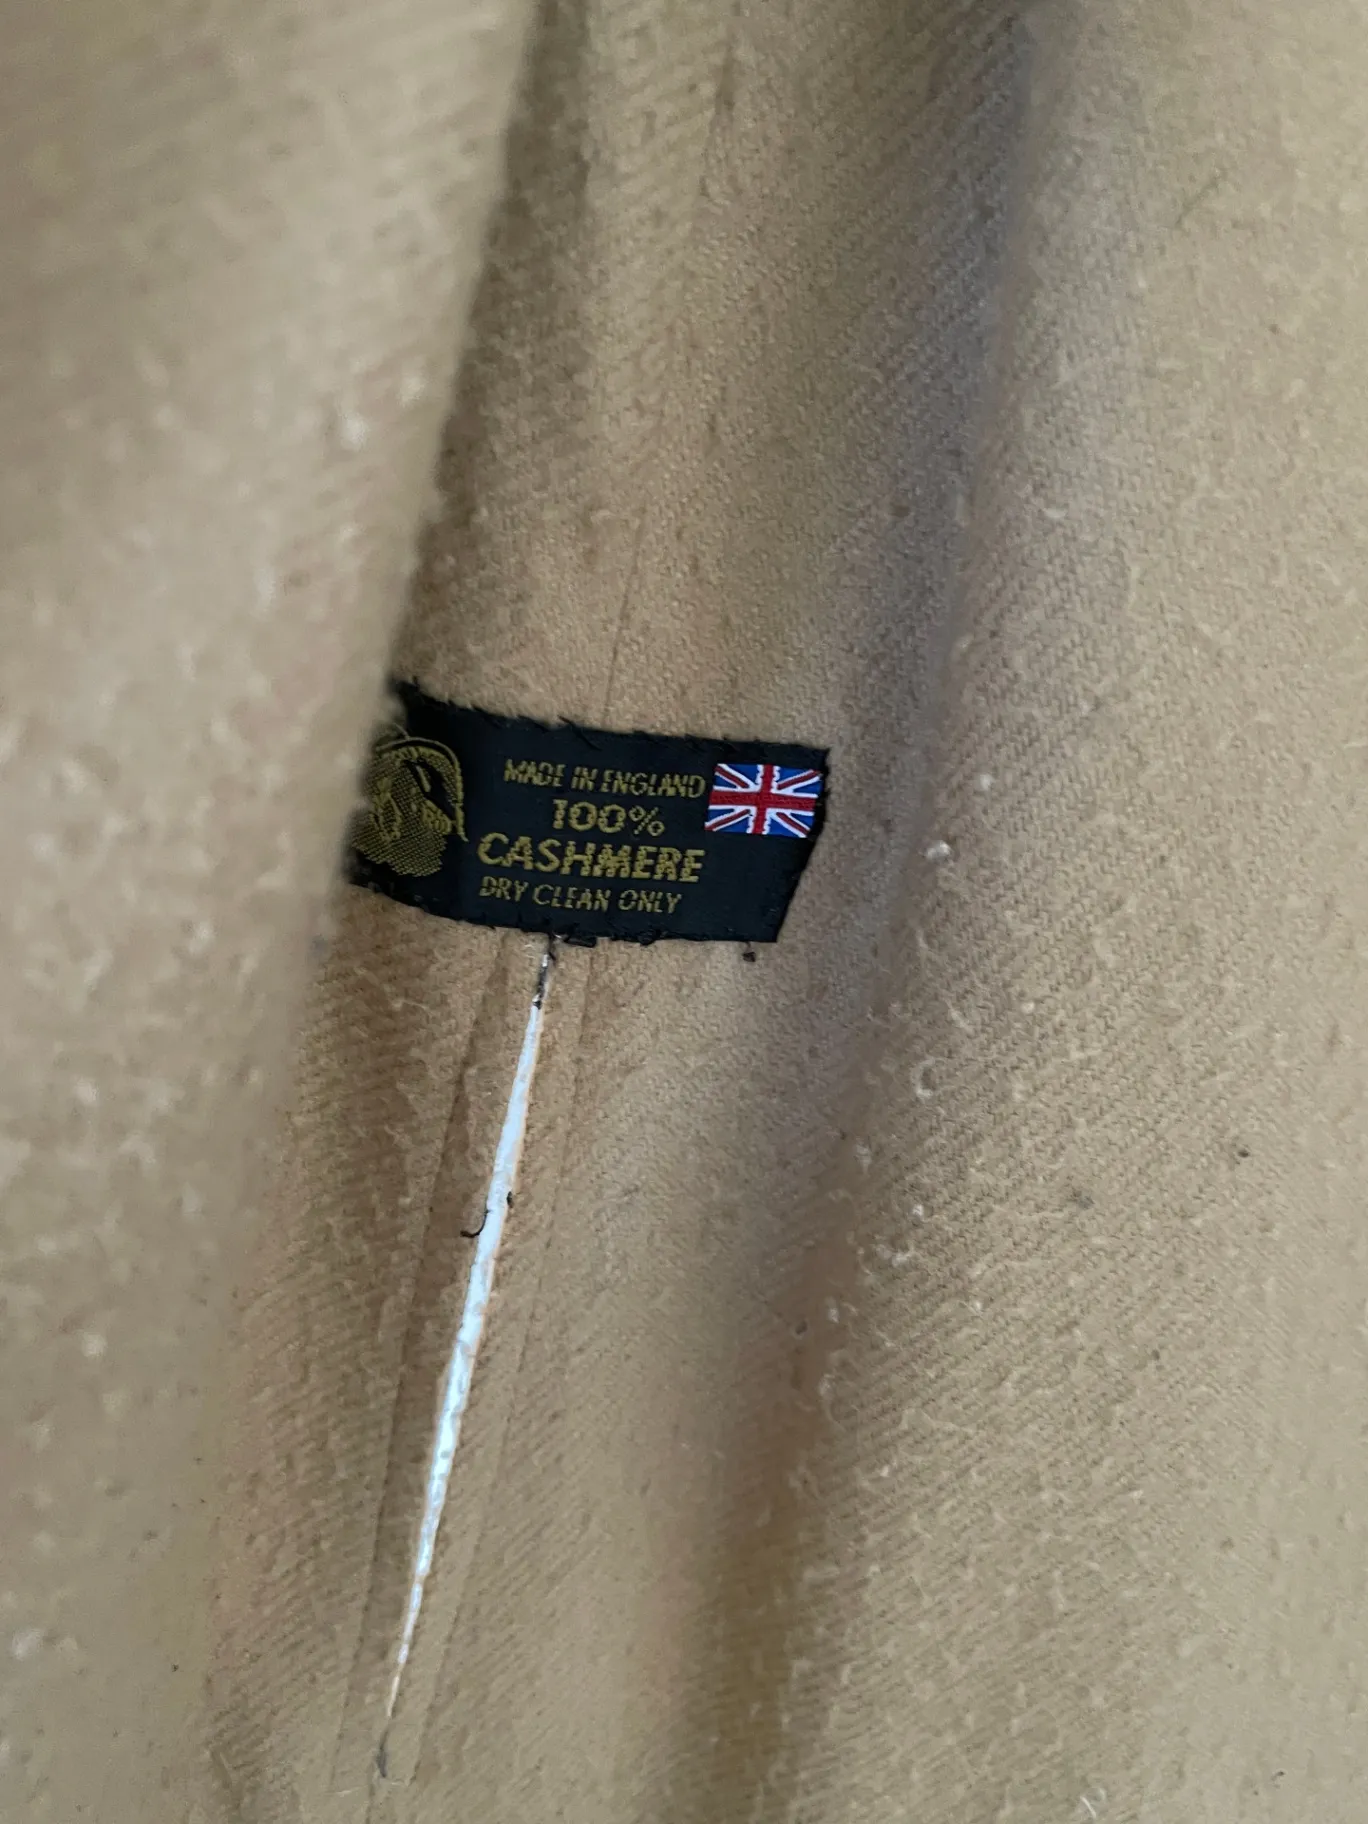 MADE IN ENGLAND
100%
CASHMERE
DRY CLEAN ONLY